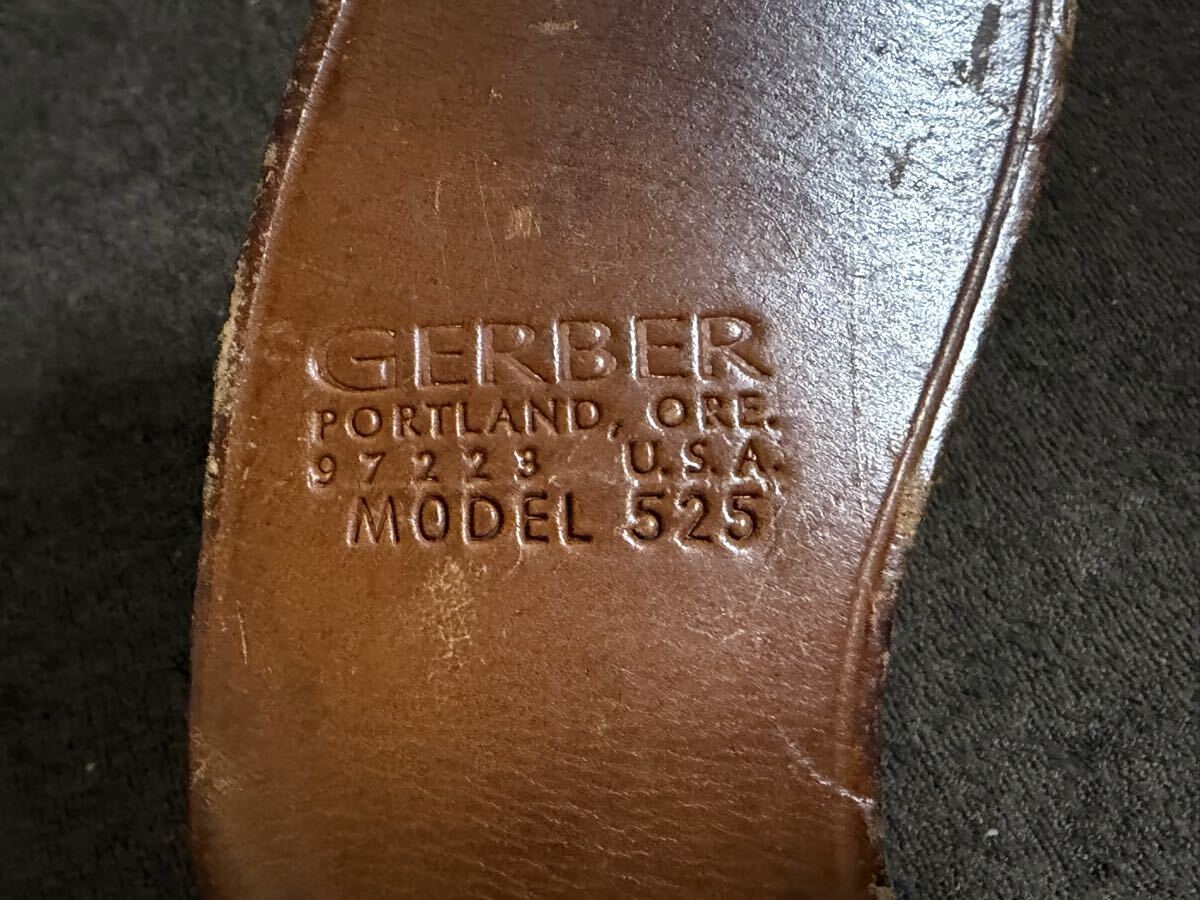 GERBER
PORTLAND, ORE.
97223 U.S.A.
MODEL 525